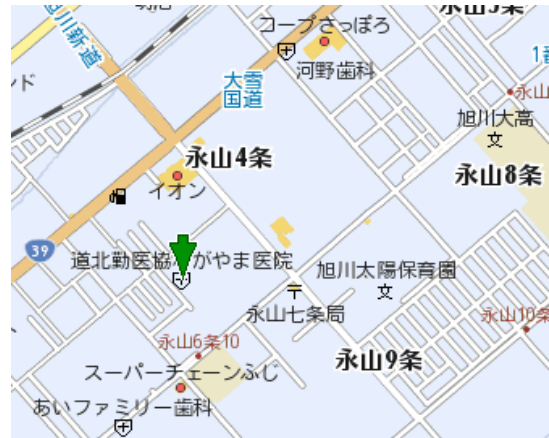 永山3条
コープさっぽろ
旭川新道
河野歯科
大雪
国道
永山
旭川大高
文
永山4条
永山8条
イオン
39
道北勤医協ながやま医院
旭川太陽保育園
文
永山七条局
永山10条
永山6条10
永山9条
スーパーチェーンふじ
あいファミリー歯科